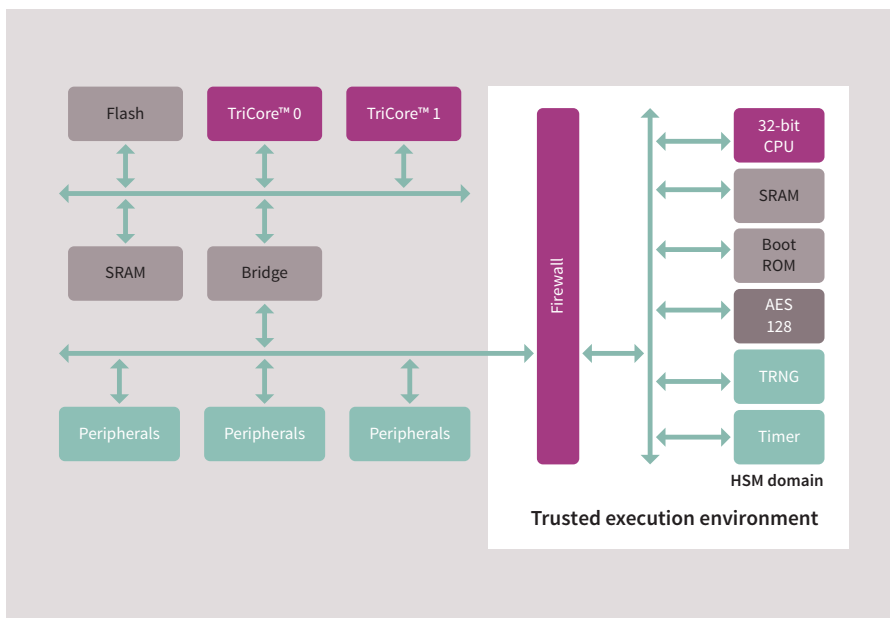 Flash
TriCore™ 0
TriCore™ 1
SRAM
Bridge
Peripherals
Peripherals
Peripherals
Firewall
32-bit
CPU
SRAM
Boot
ROM
AES
128
TRNG
Timer
HSM domain
Trusted execution environment